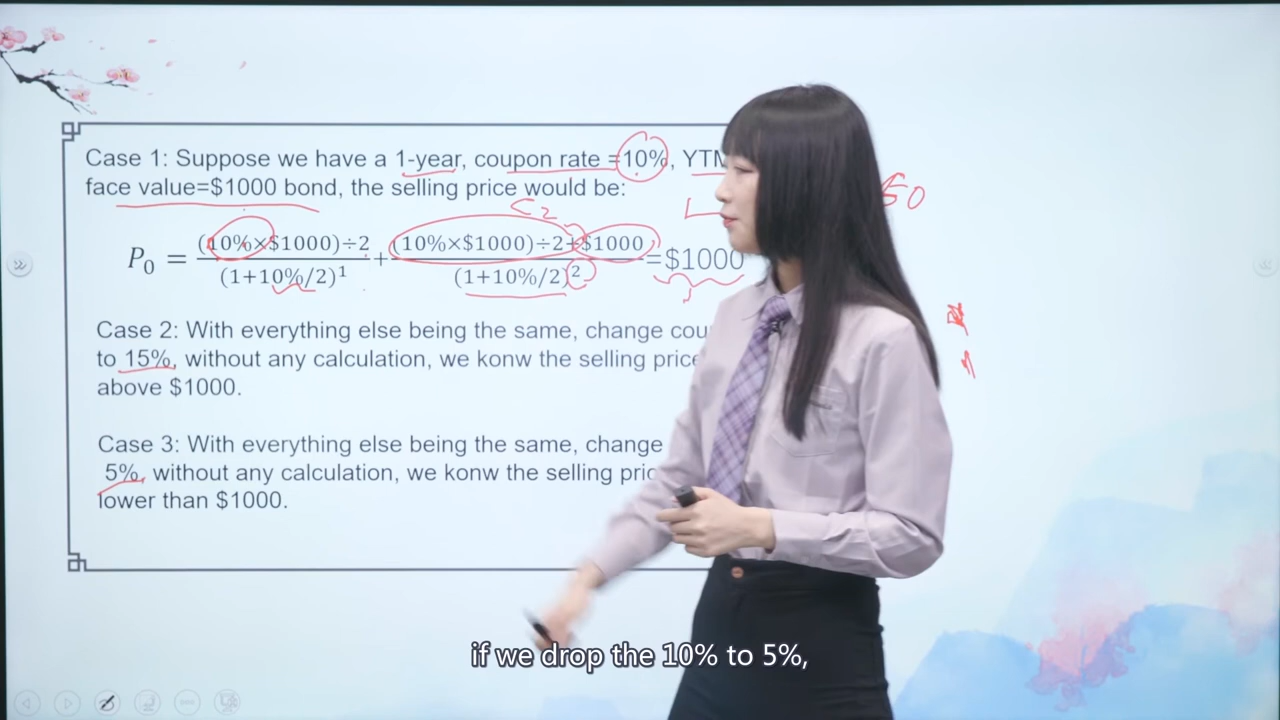 Case 1: Suppose we have a 1-year, coupon rate =10%, YTM
face value=$1000 bond, the selling price would be:
C2
50
P₀ = (10%×$1000)÷2 / (1+10%/2)¹ + (10%×$1000)÷2+$1000 / (1+10%/2)² =$1000
Case 2: With everything else being the same, change
to 15%, without any calculation, we konw the selling price
above $1000.
Case 3: With everything else being the same, change
5%, without any calculation, we konw the selling
lower than $1000.
if we drop the 10% to 5%,